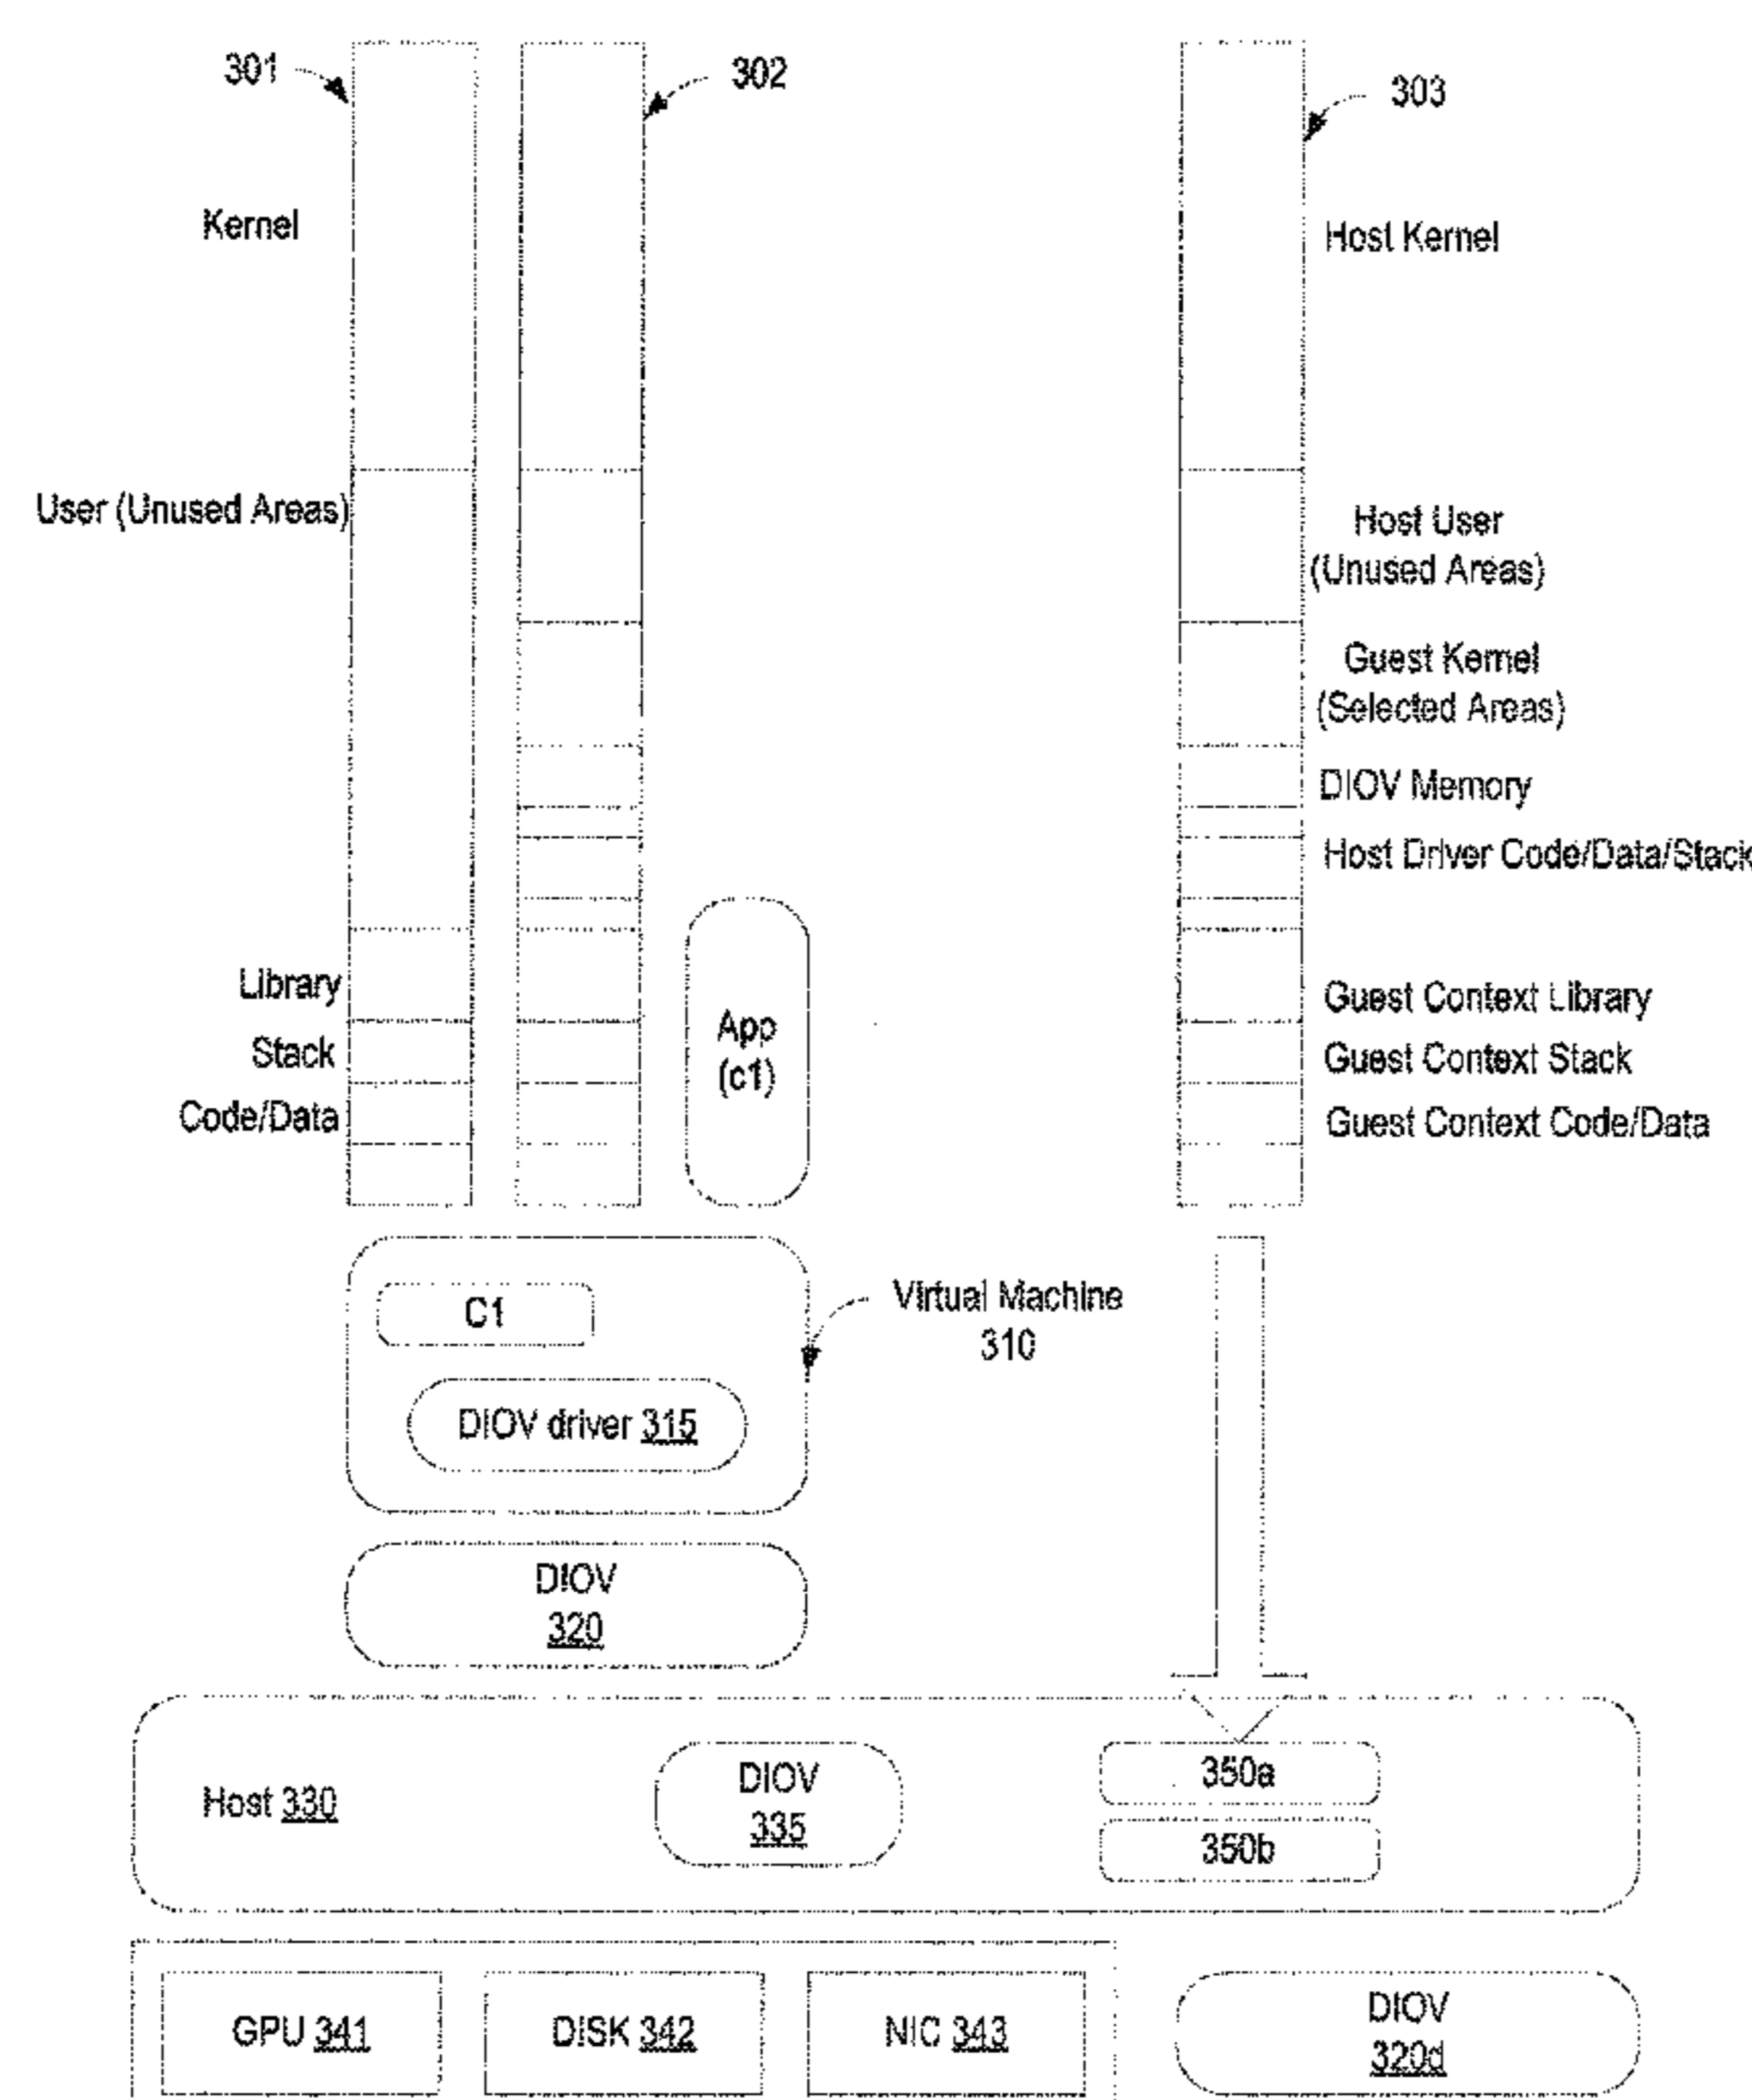 301
302
303
Kernel
Host Kernel
User (Unused Areas)
Host User
(Unused Areas)
Guest Kernel
(Selected Areas)
DIOV Memory
Host Driver Code/Data/Stack
Library
Guest Context Library
App
(c1)
Stack
Guest Context Stack
Code/Data
Guest Context Code/Data
C1
Virtual Machine
310
DIOV driver 315
DIOV
320
Host 330
DIOV
335
350a
350b
GPU 341
DISK 342
NIC 343
DIOV
320d